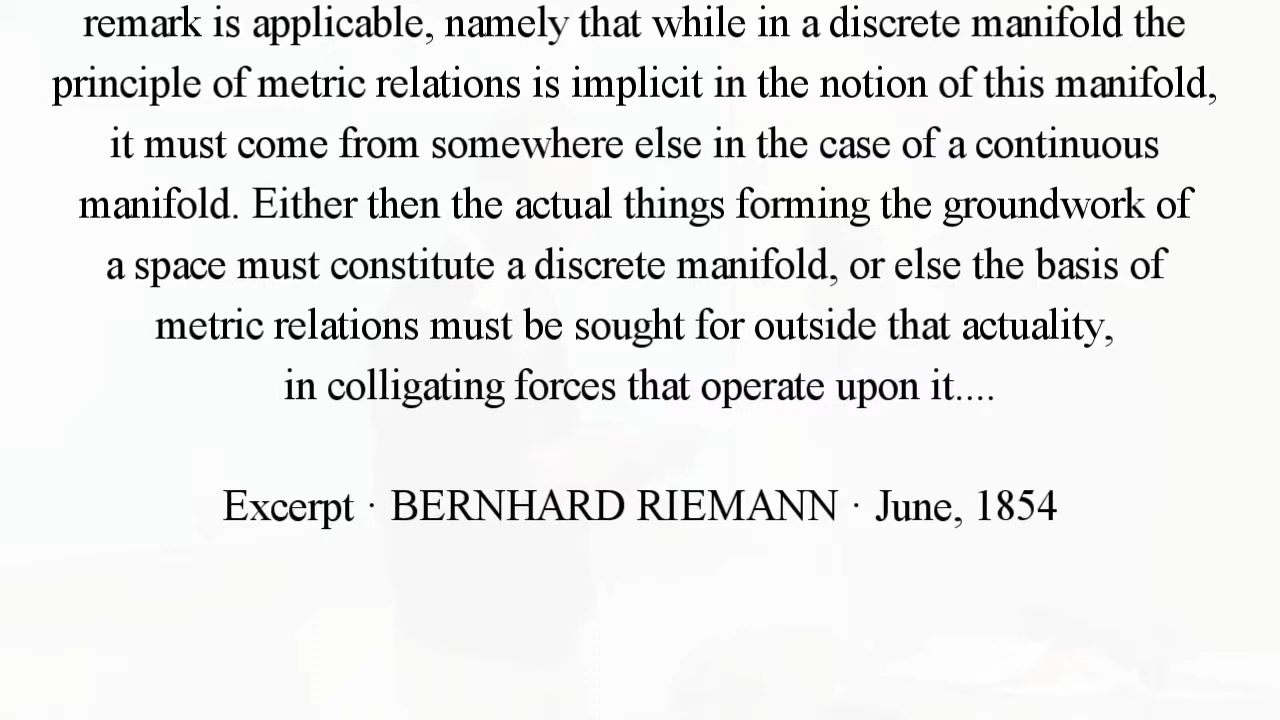 remark is applicable, namely that while in a discrete manifold the
principle of metric relations is implicit in the notion of this manifold,
it must come from somewhere else in the case of a continuous
manifold. Either then the actual things forming the groundwork of
a space must constitute a discrete manifold, or else the basis of
metric relations must be sought for outside that actuality,
in colligating forces that operate upon it....
Excerpt · BERNHARD RIEMANN · June, 1854